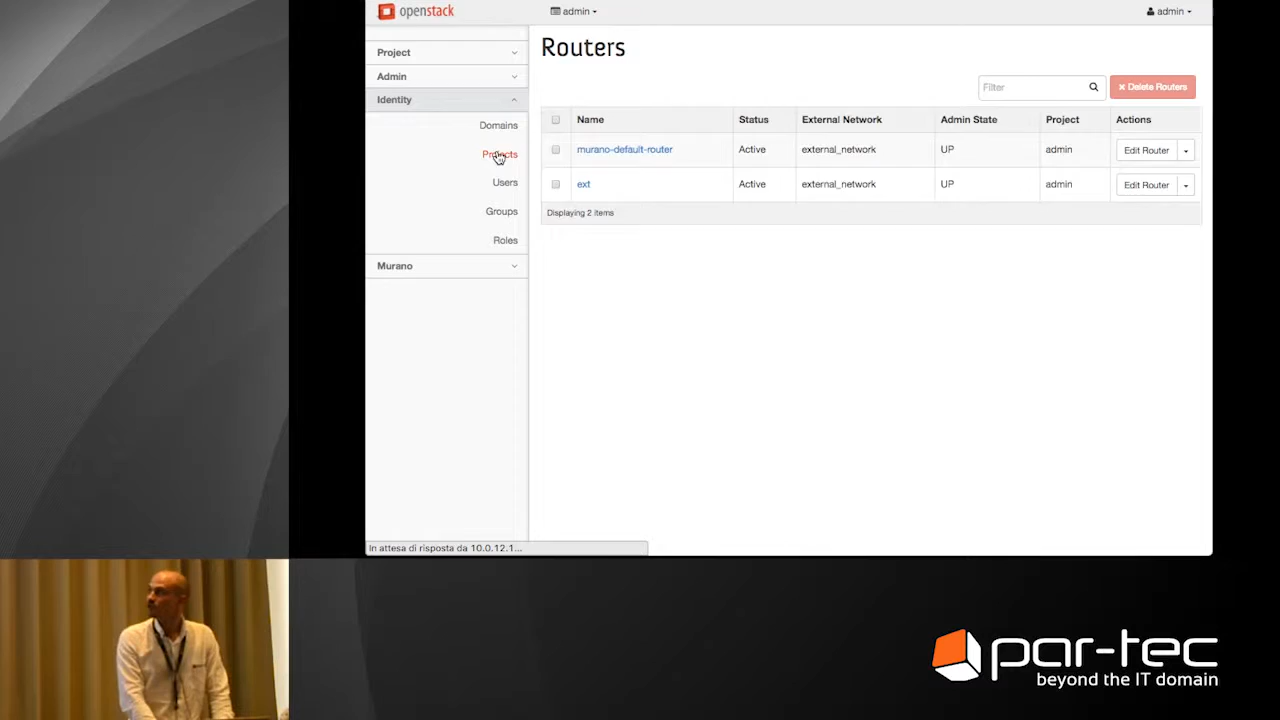 openstack
admin
admin
Project
Admin
Identity
Domains
Projects
Users
Groups
Roles
Murano
Routers
Filter
Delete Routers
Name Status External Network Admin State Project Actions
murano-default-router Active external_network UP admin Edit Router
ext Active external_network UP admin Edit Router
Displaying 2 items
In attesa di risposta da 10.0.12.1...
par-tec
beyond the IT domain